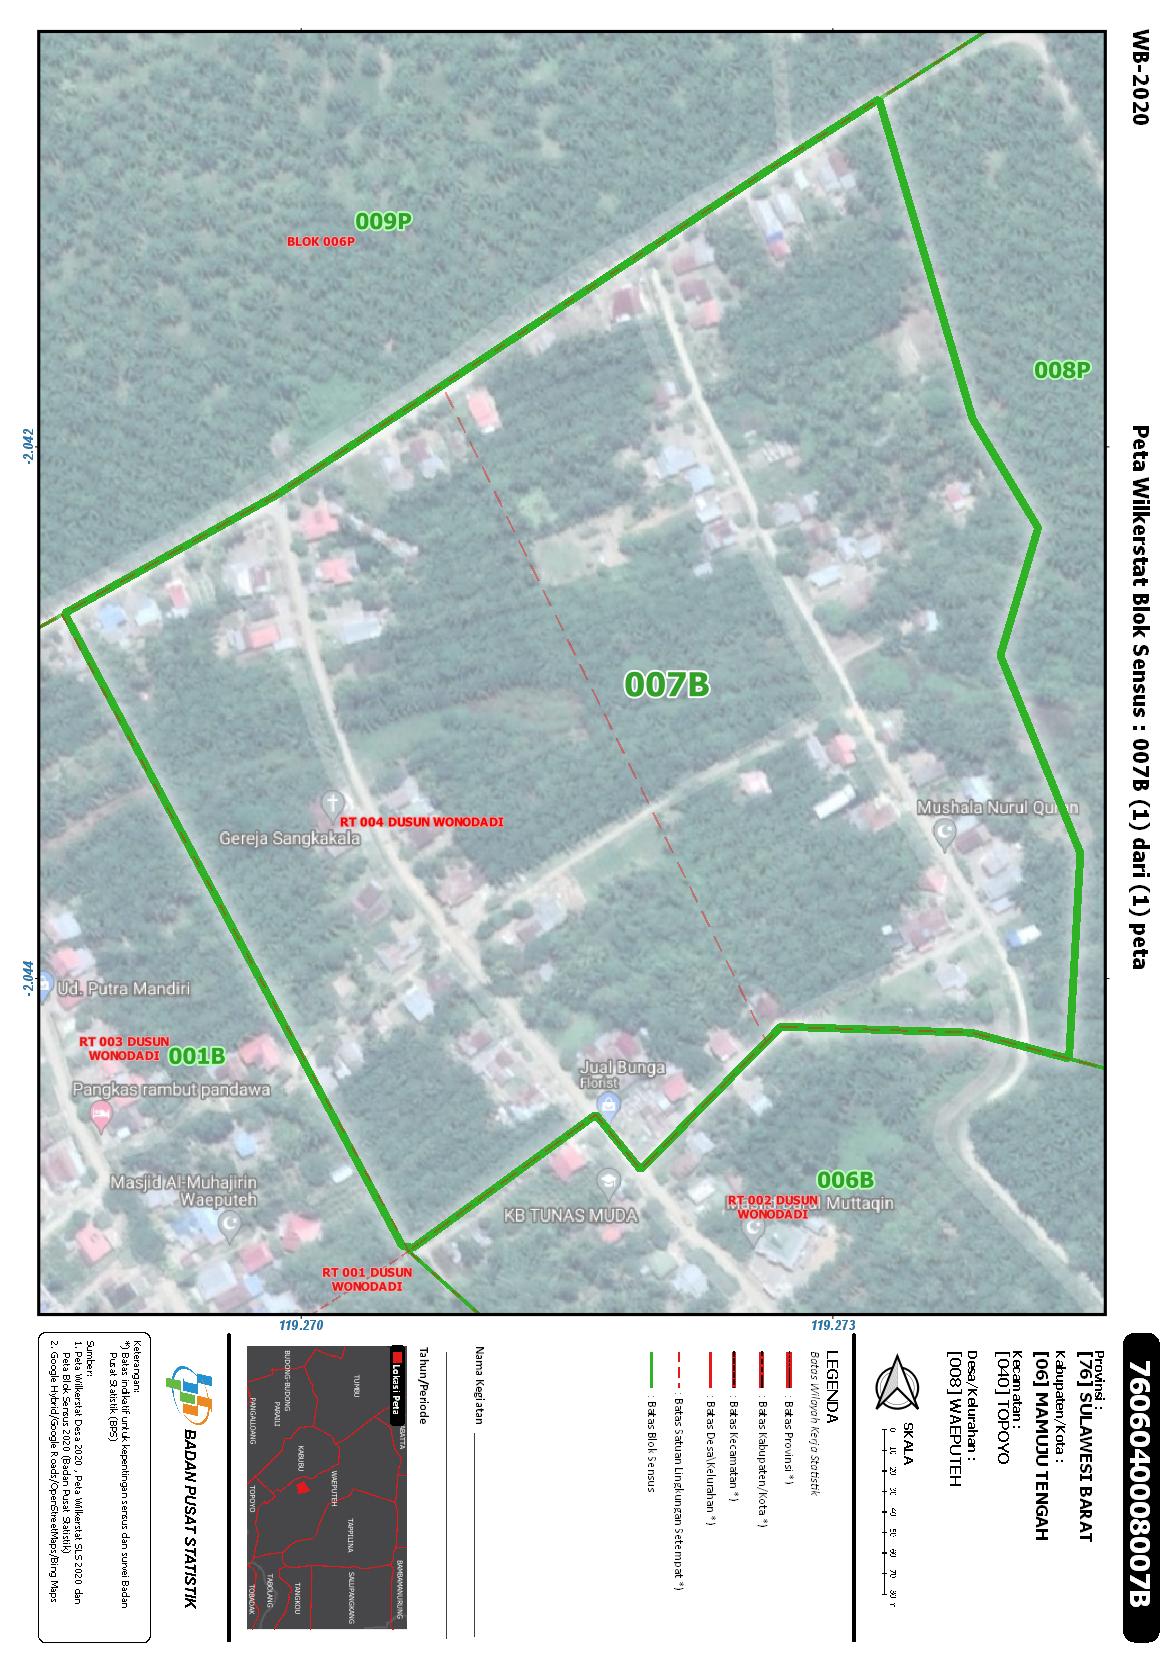 WB-2020
Peta Wilkerstat Blok Sensus : 007B (1) dari (1) peta
7606040008007B
009P
BLOK 006P
008P
007B
Mushala Nurul Quran
RT 004 DUSUN WONODADI
Gereja Sangkakala
Ud. Putra Mandiri
RT 003 DUSUN
WONODADI
001B
Pangkas rambut pandawa
Jual Bunga
Florist
Masjid Al-Muhajirin
Waeputeh
KB TUNAS MUDA
006B
RT 002 DUSUN
WONODADI
Muttaqin
RT 001 DUSUN
WONODADI
-2.042
-2.044
119.270
119.273
Provinsi :
[76] SULAWESI BARAT
Kabupaten/Kota :
[06] MAMUJU TENGAH
Kecamatan :
[040] TOPOYO
Desa/Kelurahan :
[008] WAEPUTEH
SKALA
0 10 20 30 40 50 60 70 80
LEGENDA
Batas Wilayah Kerja Statistik
: Batas Provinsi *)
: Batas Kabupaten/Kota *)
: Batas Kecamatan *)
: Batas Desa\Kelurahan *)
: Batas Satuan Lingkungan Setempat *)
: Batas Blok Sensus
Nama Kegiatan
Tahun/Periode
Lokasi Peta
TUMBU
BUDONG-BUDONG
PARAILI
PANGALLOANG
KABUBU
WAEPUTEH
TOPOYO
TAPPILINA
BAMBAMANURUNG
SALUPANGKANG
TANGKOU
TABOLANG
TOBADAK
BADAN PUSAT STATISTIK
Keterangan:
*) Batas indikatif untuk kepentingan sensus dan survei Badan
Pusat Statistik (BPS)
Sumber:
1. Peta Wilkerstat Desa 2020 , Peta Wilkerstat SLS 2020 dan
Peta Blok Sensus 2020 (Badan Pusat Statistik)
2. Google Hybrid/Google Roads/OpenStreetMaps/Bing Maps